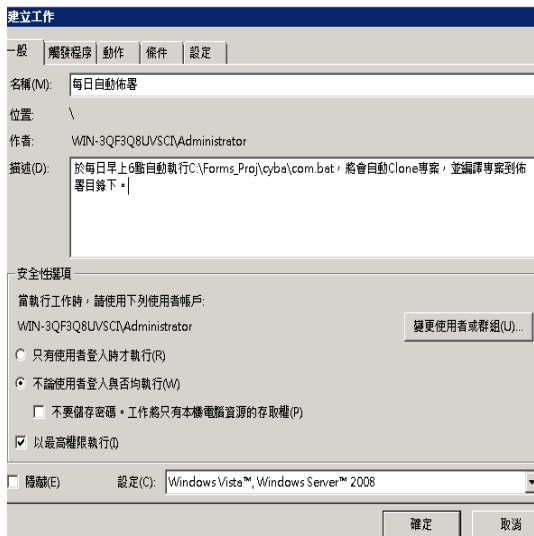 建立工作
一般 觸發程序 動作 條件 設定
名稱(M): 每日自動佈署
位置: \
作者: WIN-3QF3Q8UVSCI\Administrator
描述(D): 於每日早上6點自動執行C:\Forms_Proj\cyba\com.bat，將會自動Clone專案，並編譯專案到佈
署目錄下。
安全性選項
當執行工作時，請使用下列使用者帳戶:
WIN-3QF3Q8UVSCI\Administrator 變更使用者或群組(U)...
只有使用者登入時才執行(R)
不論使用者登入與否均執行(W)
不要儲存密碼。工作將只有本機電腦資源的存取權(P)
以最高權限執行(I)
隱藏(E) 設定(C): Windows Vista™, Windows Server™ 2008
確定 取消